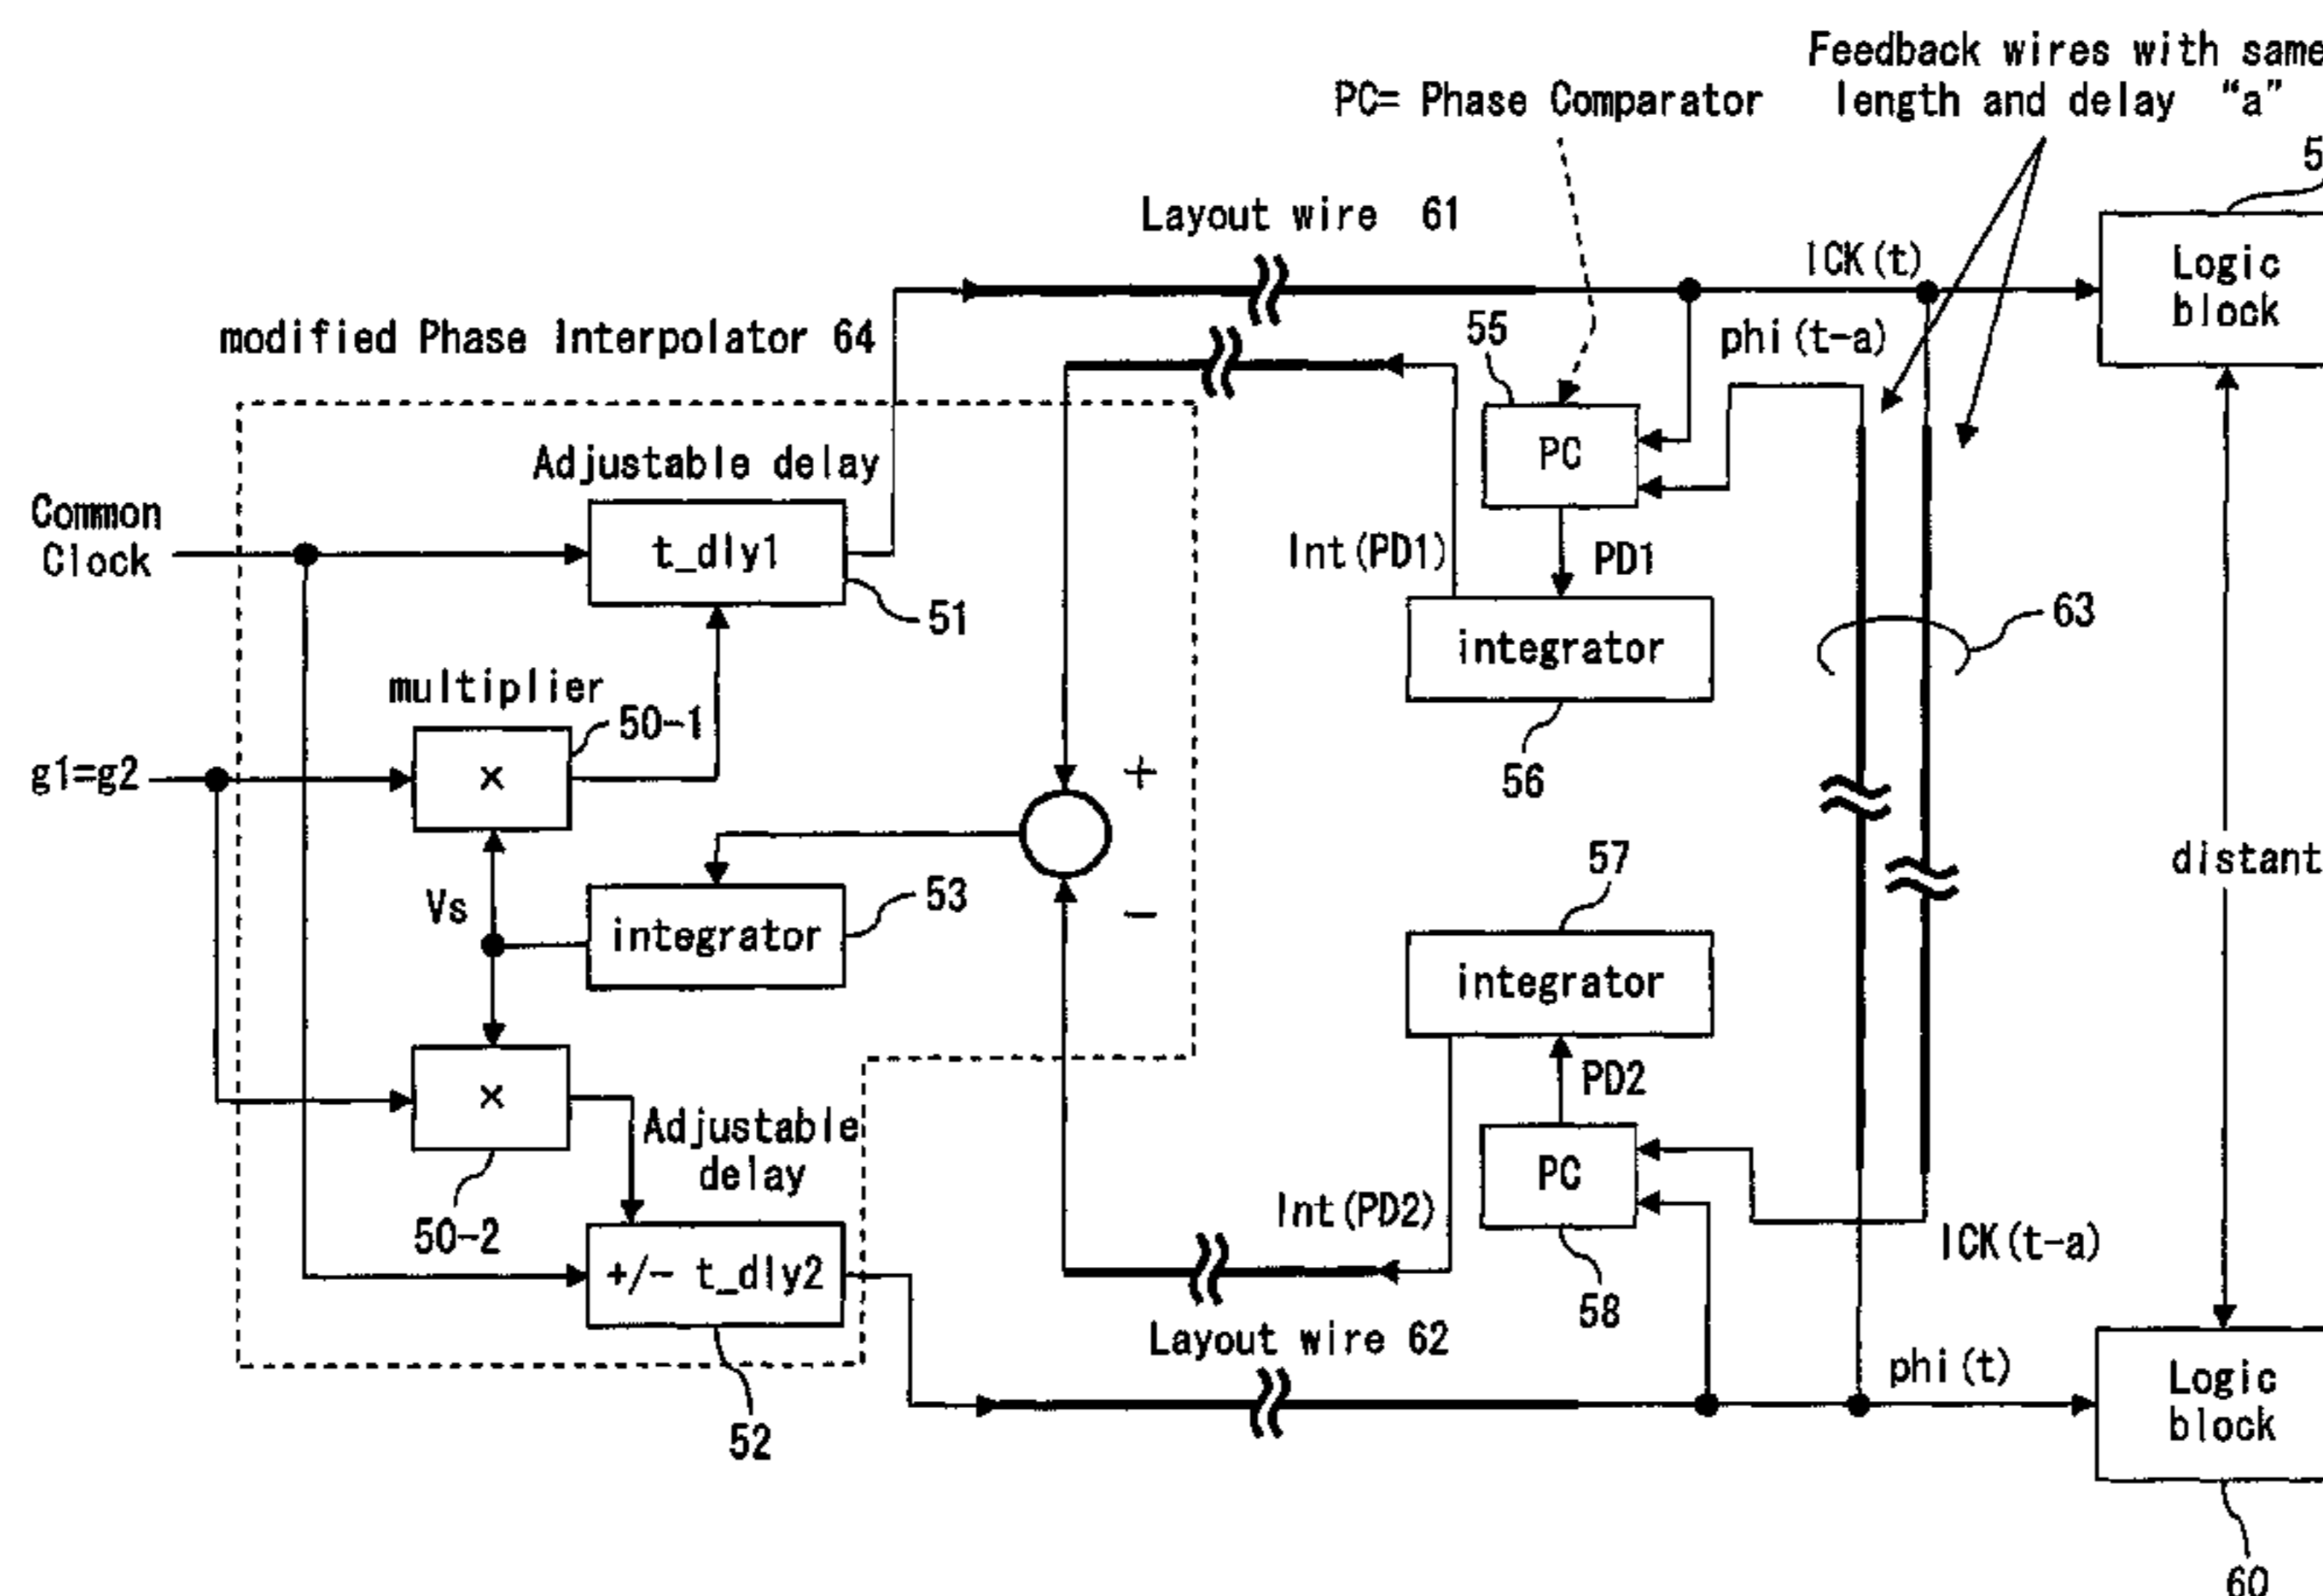 Feedback wires with same
length and delay "a"
PC= Phase Comparator
Layout wire 61
ICK(t)
Logic
block
modified Phase Interpolator 64
phi(t-a)
55
PC
Adjustable delay
Common
Clock
t_dly1
51
Int(PD1)
PD1
integrator
56
63
multiplier
50-1
g1=g2
×
+
−
Vs
integrator
53
57
integrator
distant
×
50-2
Adjustable
delay
+/- t_dly2
52
PD2
PC
58
Int(PD2)
ICK(t-a)
Layout wire 62
phi(t)
Logic
block
60